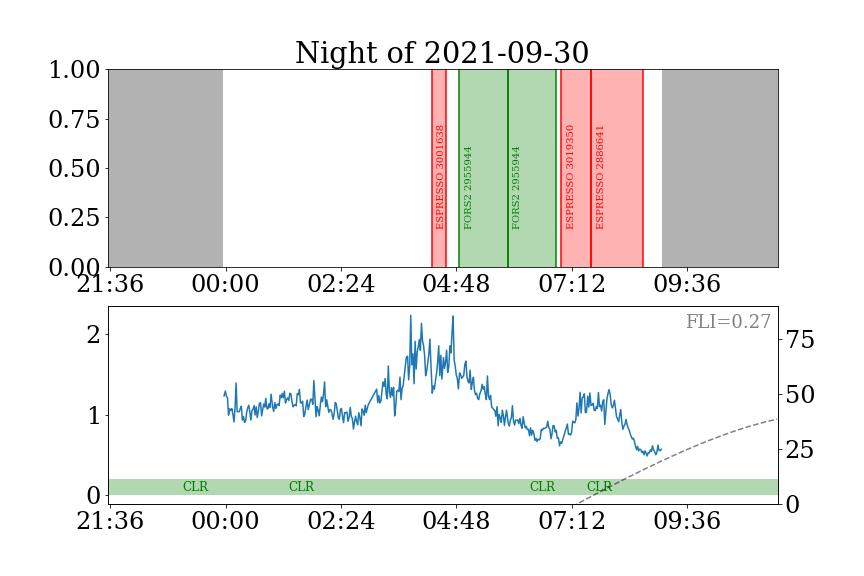 Night of 2021-09-30
1.00
0.75
0.50
0.25
0.00
ESPRESSO 3001638
FORS2 2955944
FORS2 2955944
ESPRESSO 3019350
ESPRESSO 2886641
21:36
00:00
02:24
04:48
07:12
09:36
FLI=0.27
2
1
0
75
50
25
0
CLR
CLR
CLR
CLR
21:36
00:00
02:24
04:48
07:12
09:36